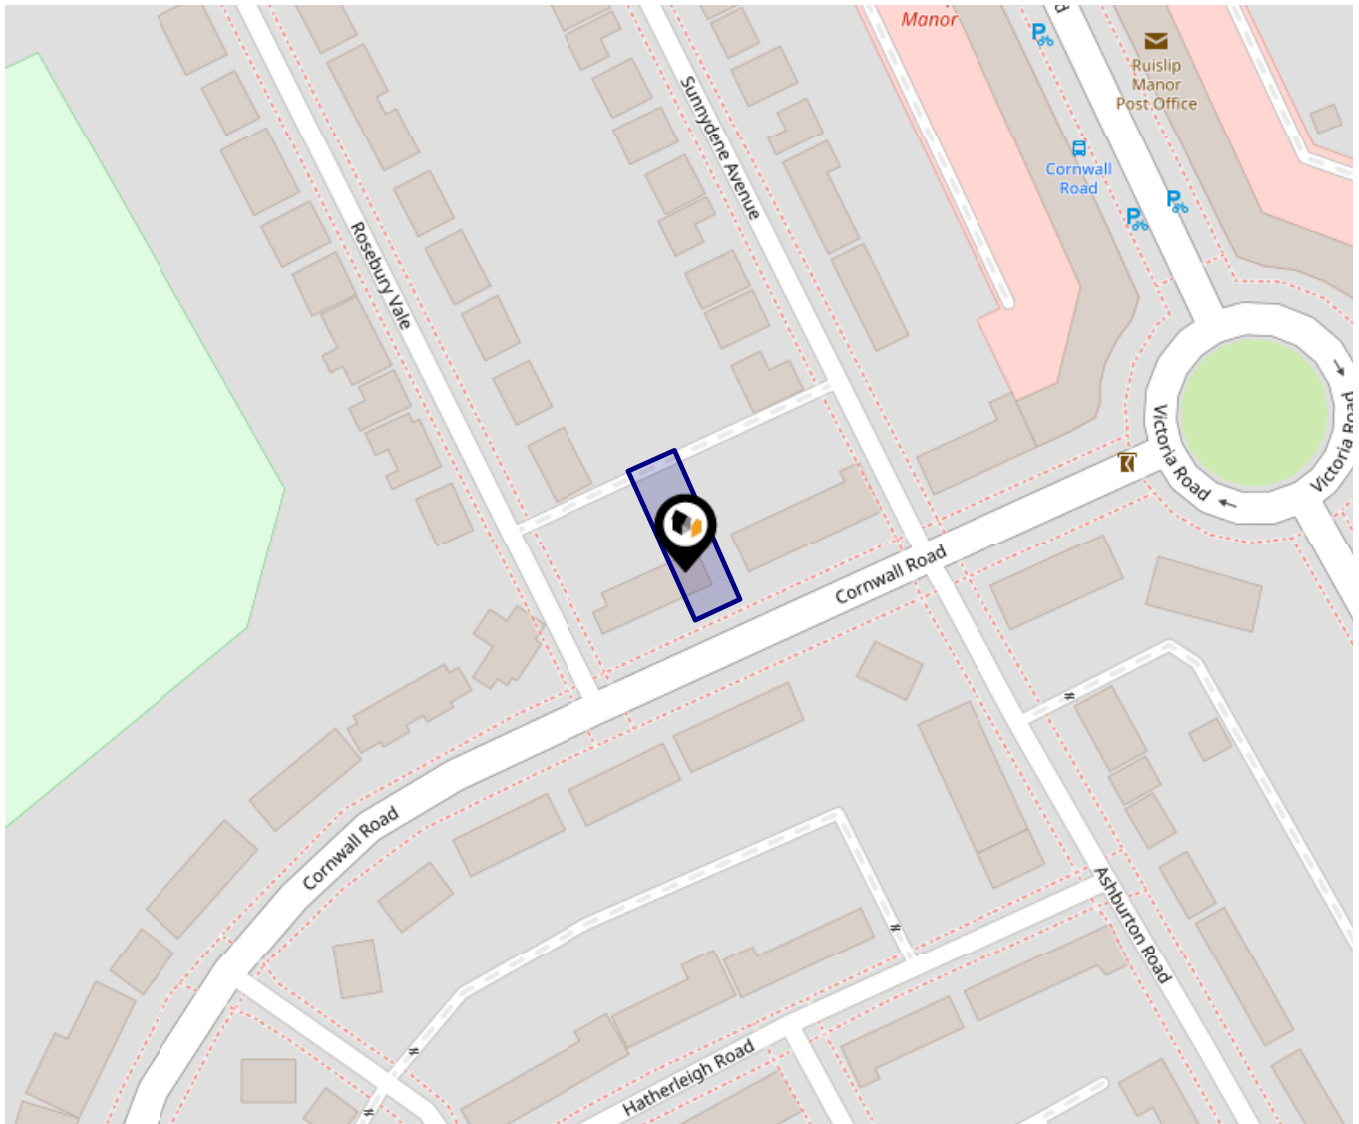 Manor
d
P
Ruislip
Manor
Post Office
Sunnydene Avenue
Cornwall
Road
P
P
Rosebury Vale
Victoria Road
Victoria Road
Cornwall Road
Cornwall Road
Ashburton Road
Hatherleigh Road